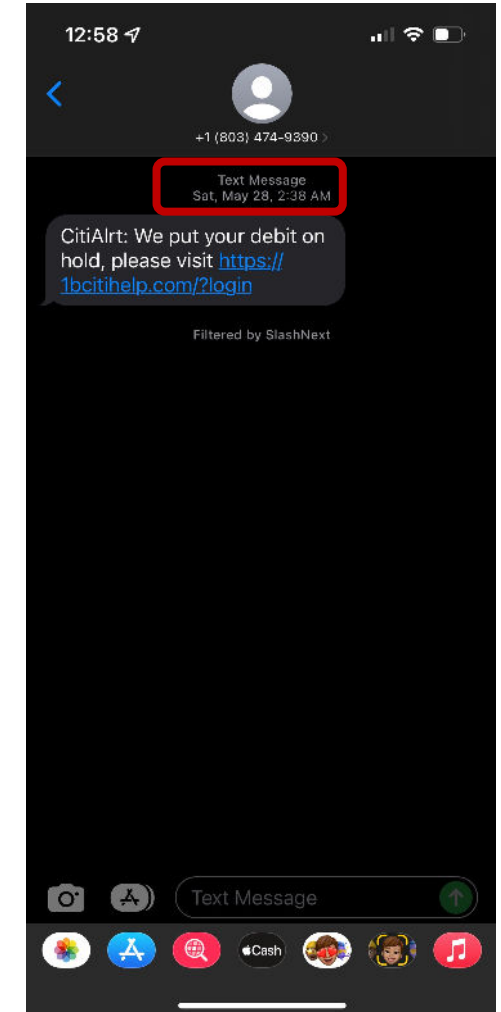 12:58
+1 (803) 474-9390
Text Message
Sat, May 28, 2:38 AM
CitiAlrt: We put your debit on
hold, please visit https://
1bcitihelp.com/?login
Filtered by SlashNext
Text Message
Cash